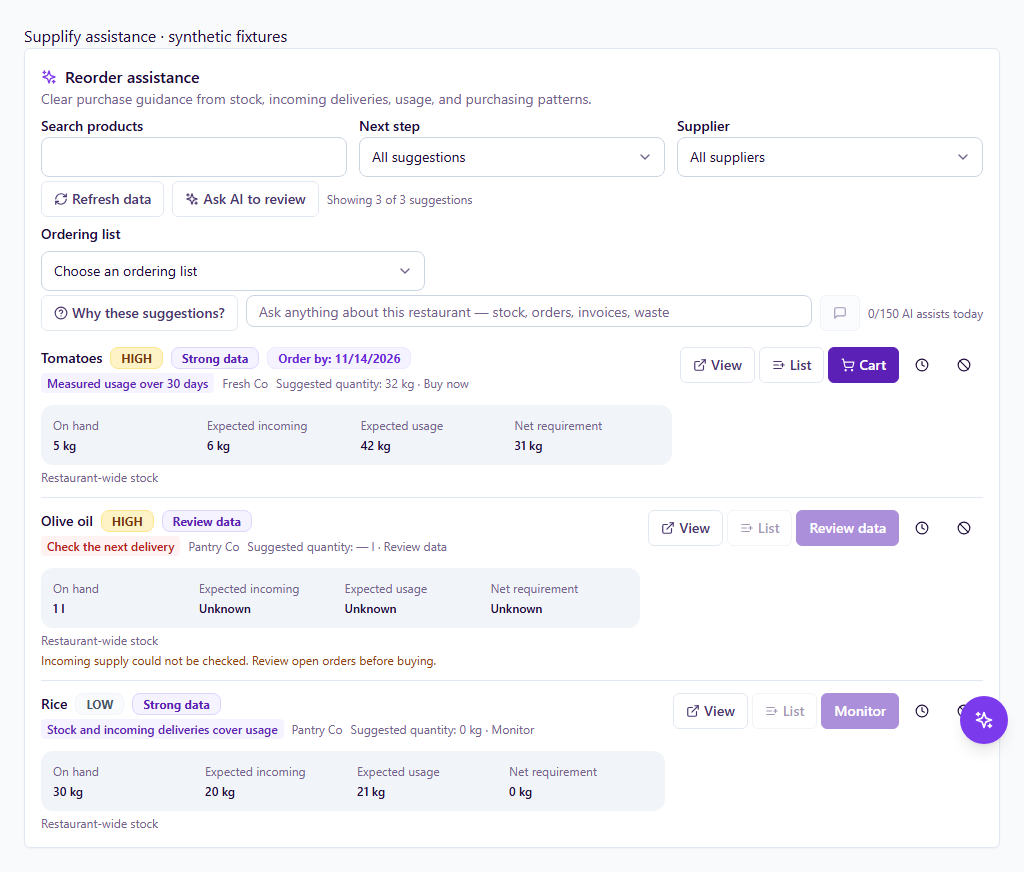 Supplify assistance · synthetic fixtures
Reorder assistance
Clear purchase guidance from stock, incoming deliveries, usage, and purchasing patterns.
Search products Next step Supplier
All suggestions All suppliers
Refresh data Ask AI to review Showing 3 of 3 suggestions
Ordering list
Choose an ordering list
Why these suggestions? Ask anything about this restaurant — stock, orders, invoices, waste 0/150 AI assists today
Tomatoes HIGH Strong data Order by: 11/14/2026 View List Cart
Measured usage over 30 days Fresh Co Suggested quantity: 32 kg · Buy now
On hand Expected incoming Expected usage Net requirement
5 kg 6 kg 42 kg 31 kg
Restaurant-wide stock
Olive oil HIGH Review data View List Review data
Check the next delivery Pantry Co Suggested quantity: — l · Review data
On hand Expected incoming Expected usage Net requirement
1 l Unknown Unknown Unknown
Restaurant-wide stock
Incoming supply could not be checked. Review open orders before buying.
Rice LOW Strong data View List Monitor
Stock and incoming deliveries cover usage Pantry Co Suggested quantity: 0 kg · Monitor
On hand Expected incoming Expected usage Net requirement
30 kg 20 kg 21 kg 0 kg
Restaurant-wide stock